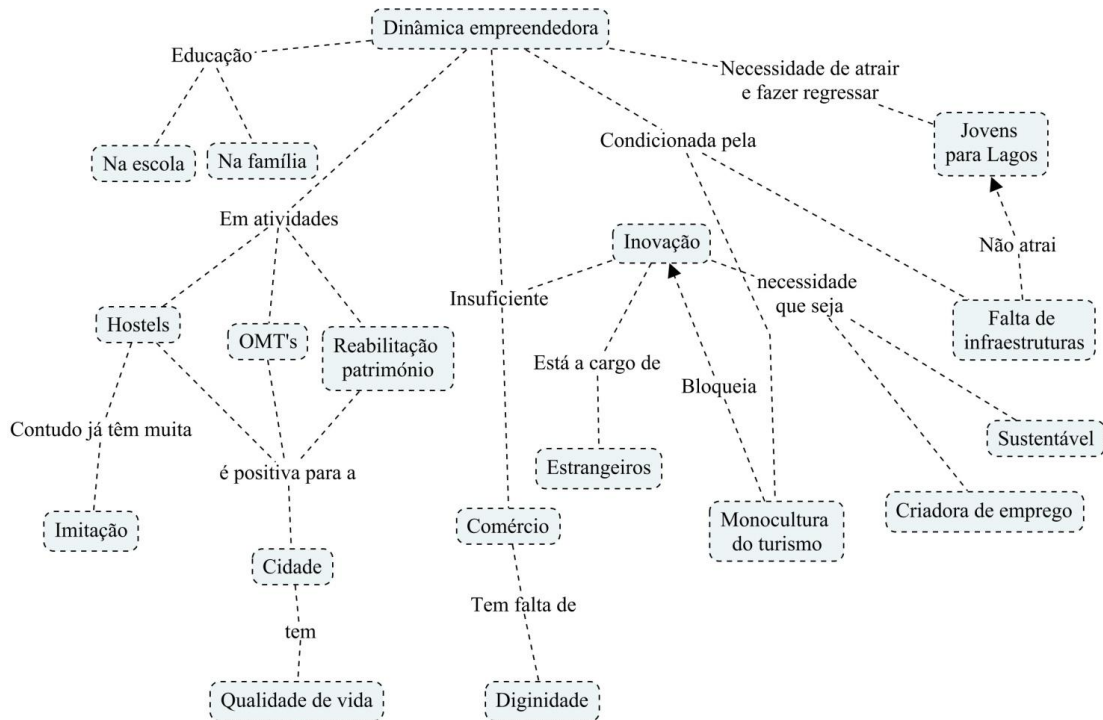 Dinâmica empreendedora
Educação
Necessidade de atrair
e fazer regressar
Na escola
Na família
Condicionada pela
Jovens
para Lagos
Em atividades
Inovação
Não atrai
Insuficiente
necessidade
que seja
Hostels
OMT's
Reabilitação
património
Falta de
infraestruturas
Está a cargo de
Bloqueia
Contudo já têm muita
Sustentável
é positiva para a
Estrangeiros
Imitação
Comércio
Monocultura
do turismo
Criadora de emprego
Cidade
Tem falta de
tem
Qualidade de vida
Diginidade